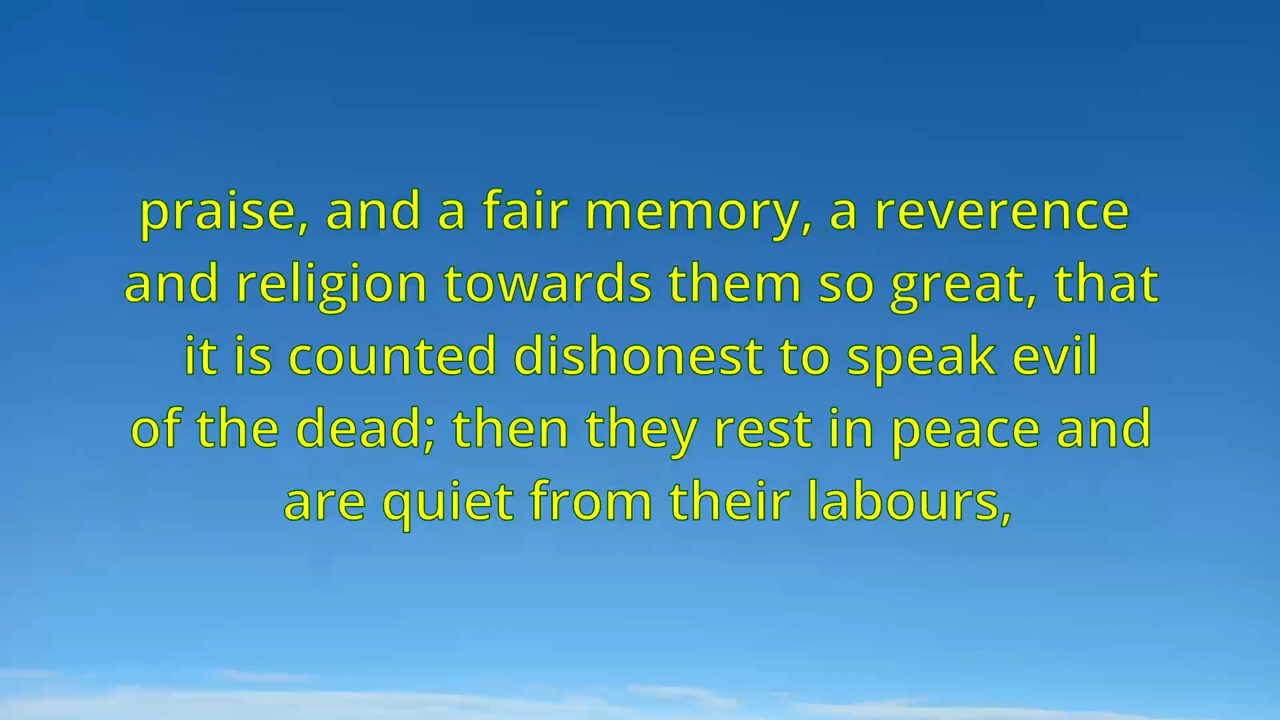 praise, and a fair memory, a reverence
and religion towards them so great, that
it is counted dishonest to speak evil
of the dead; then they rest in peace and
are quiet from their labours,